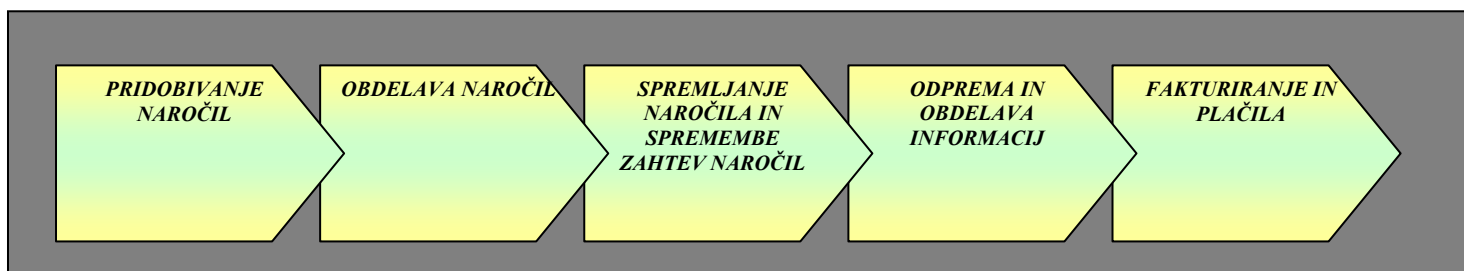 PRIDOBIVANJE
NAROČIL
OBDELAVA NAROČIL
SPREMLJANJE
NAROČILA IN
SPREMEMBE
ZAHTEV NAROČIL
ODPREMA IN
OBDELAVA
INFORMACIJ
FAKTURIRANJE IN
PLAČILA